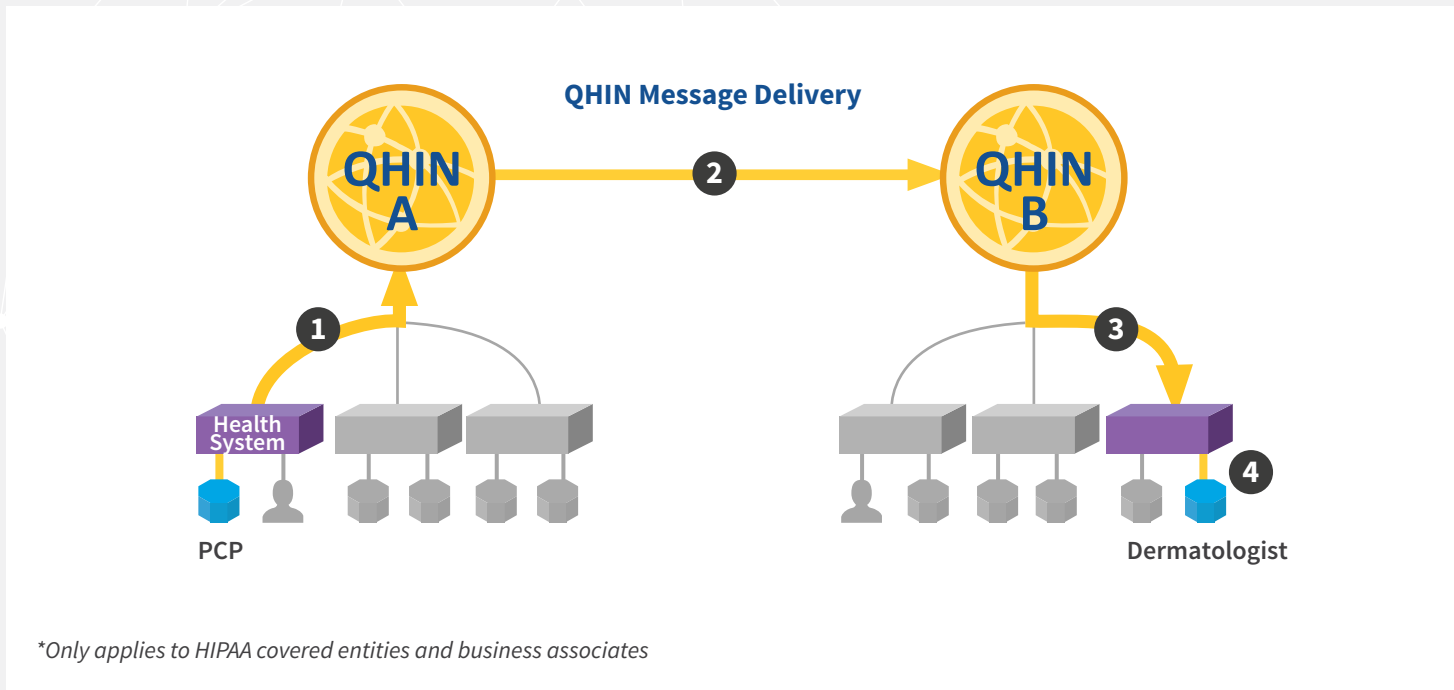 QHIN Message Delivery
QHIN
A
2
QHIN
B
1
3
Health
System
4
PCP
Dermatologist
*Only applies to HIPAA covered entities and business associates